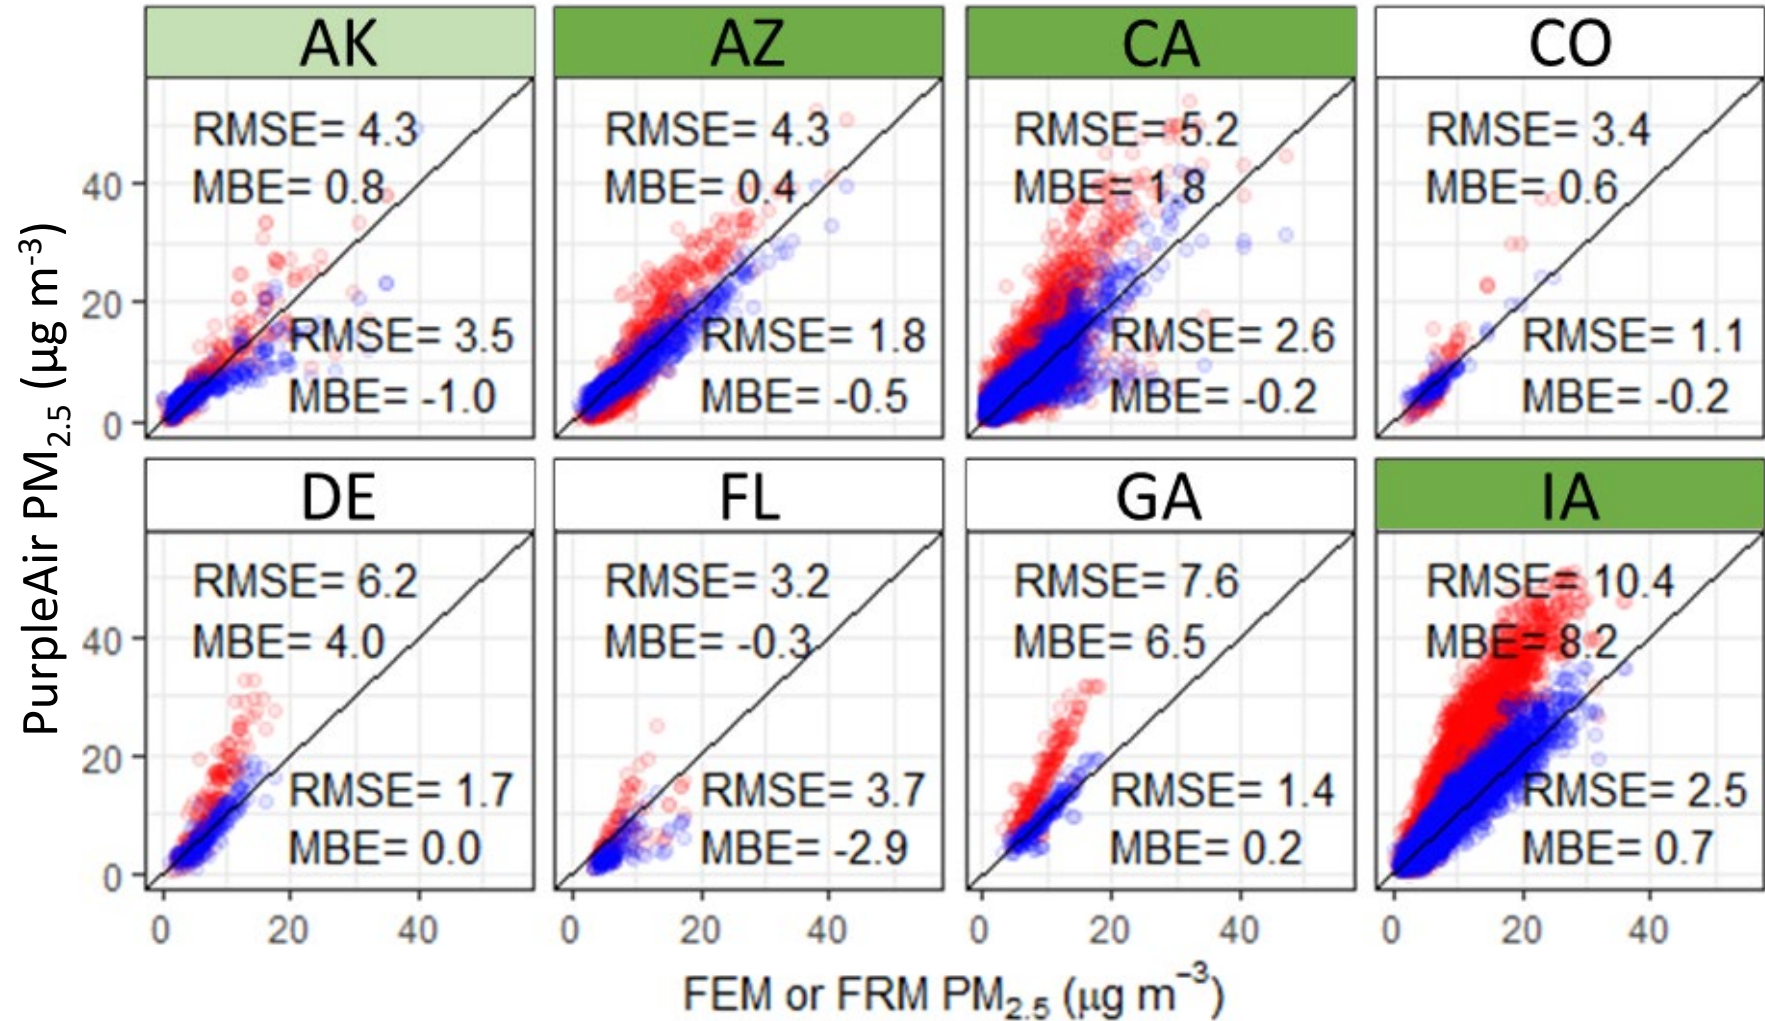 AK
AZ
CA
CO
RMSE= 4.3
MBE= 0.8
RMSE= 3.5
MBE= -1.0
RMSE= 4.3
MBE= 0.4
RMSE= 1.8
MBE= -0.5
RMSE= 5.2
MBE= 1.8
RMSE= 2.6
MBE= -0.2
RMSE= 3.4
MBE= 0.6
RMSE= 1.1
MBE= -0.2
40
20
0
DE
FL
GA
IA
RMSE= 6.2
MBE= 4.0
RMSE= 1.7
MBE= 0.0
RMSE= 3.2
MBE= -0.3
RMSE= 3.7
MBE= -2.9
RMSE= 7.6
MBE= 6.5
RMSE= 1.4
MBE= 0.2
RMSE= 10.4
MBE= 8.2
RMSE= 2.5
MBE= 0.7
40
20
0
0 20 40
0 20 40
0 20 40
0 20 40
PurpleAir PM2.5 (µg m-3)
FEM or FRM PM2.5 (µg m−3)